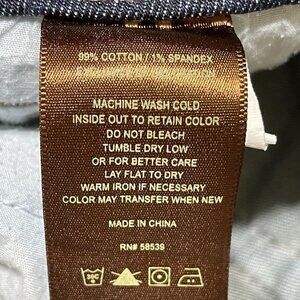 99% COTTON / 1% SPANDEX
MACHINE WASH COLD
INSIDE OUT TO RETAIN COLOR
DO NOT BLEACH
TUMBLE DRY LOW
OR FOR BETTER CARE
LAY FLAT TO DRY
WARM IRON IF NECESSARY
COLOR MAY TRANSFER WHEN NEW
MADE IN CHINA
RN# 58539
30C